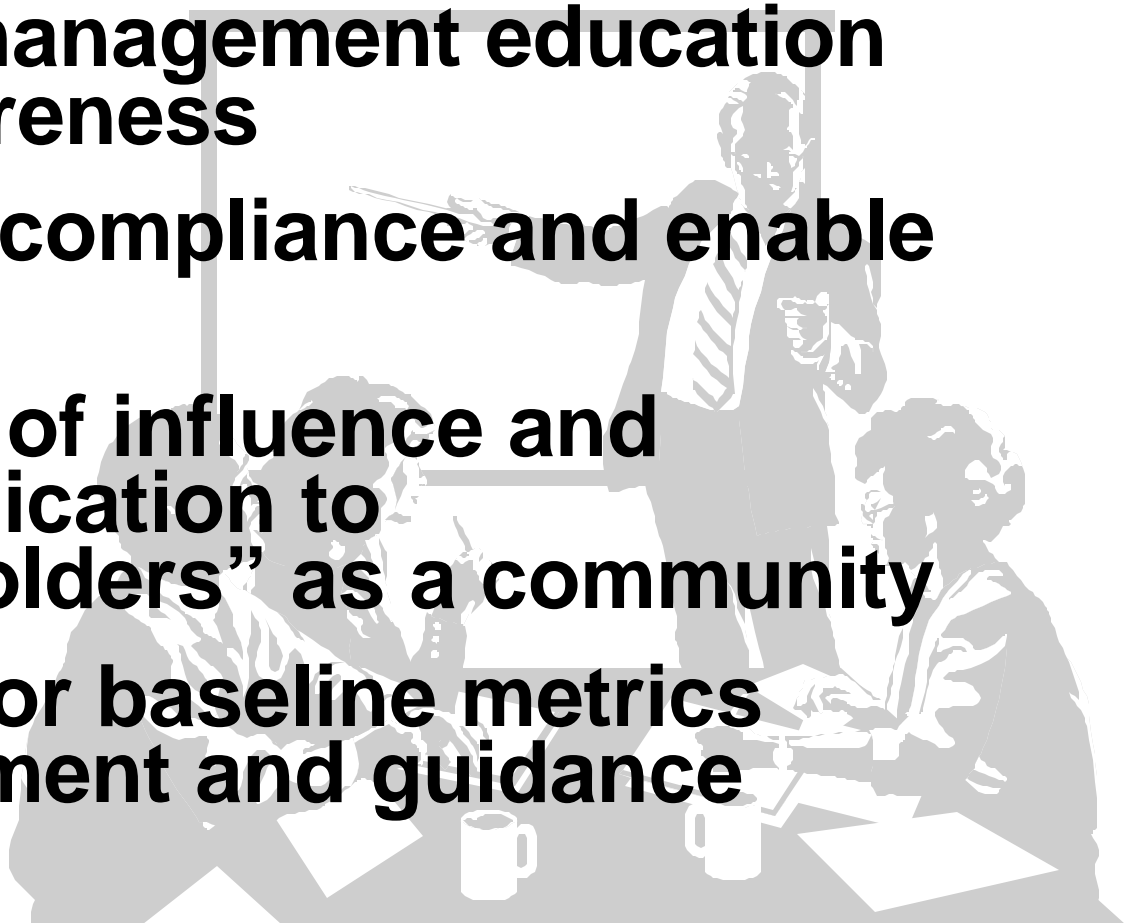 anagement education
reness
compliance and enable
of influence and
ication to
olders” as a community
or baseline metrics
ment and guidance